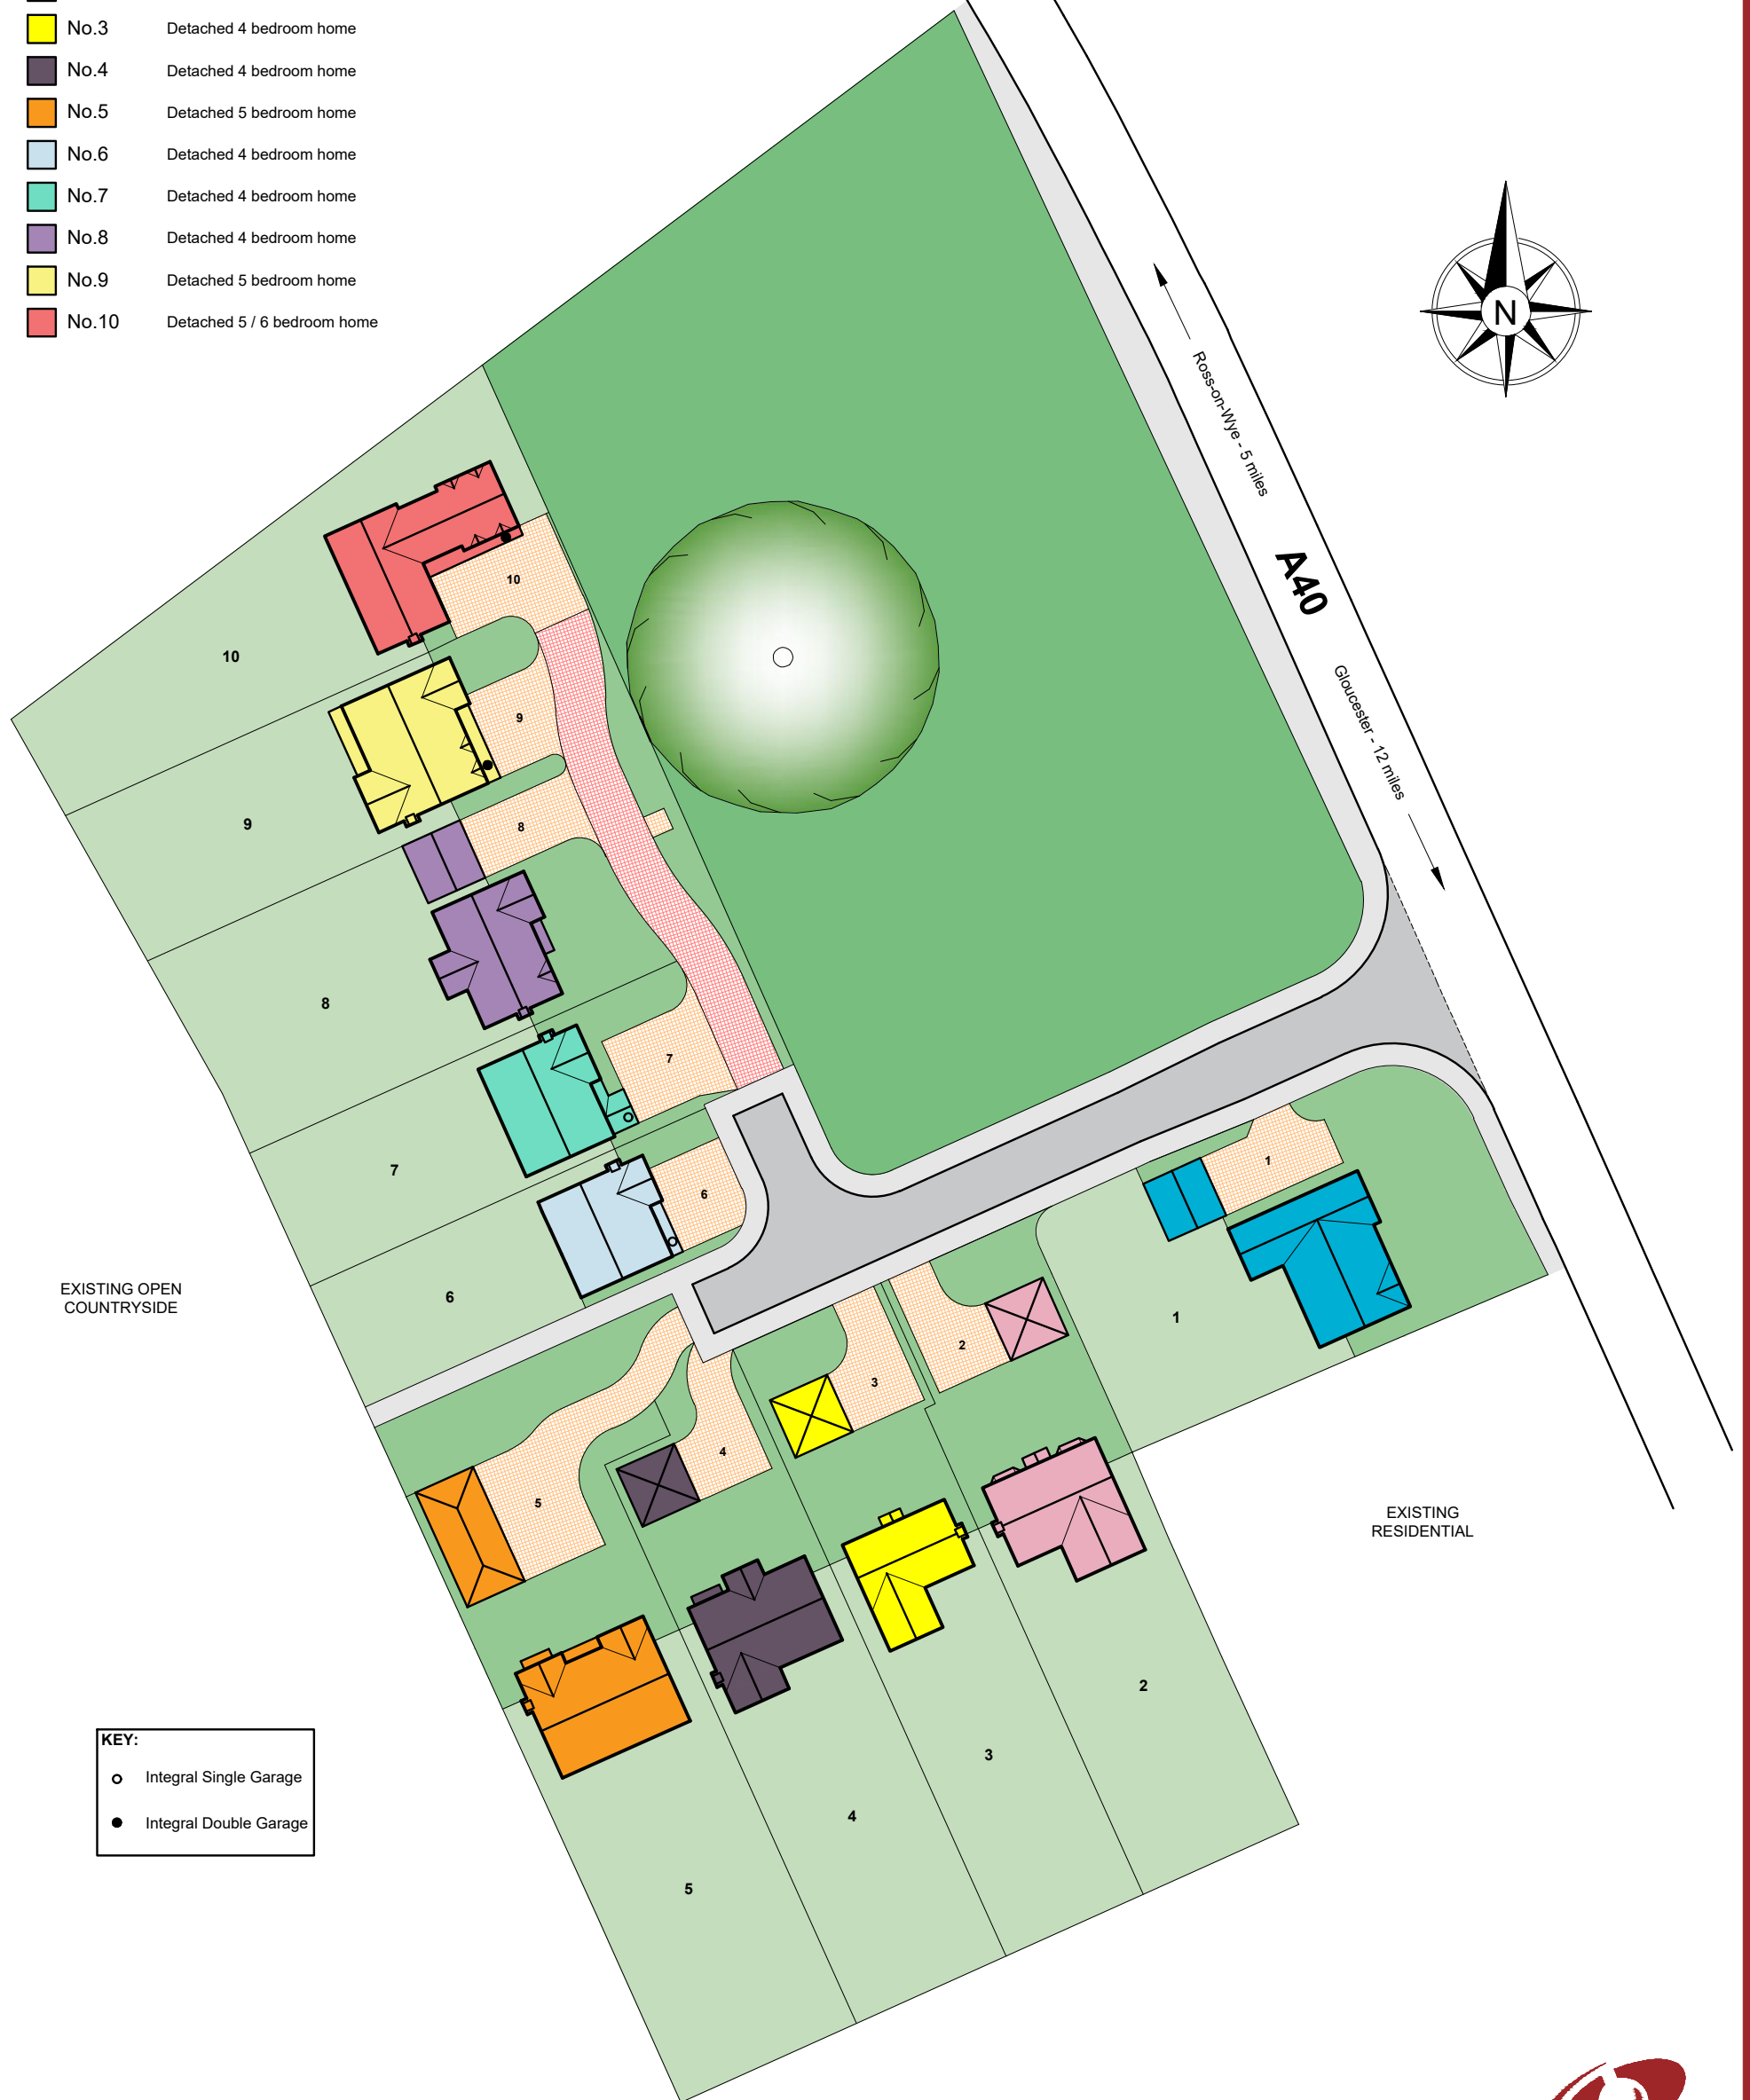 No.3 Detached 4 bedroom home
No.4 Detached 4 bedroom home
No.5 Detached 5 bedroom home
No.6 Detached 4 bedroom home
No.7 Detached 4 bedroom home
No.8 Detached 4 bedroom home
No.9 Detached 5 bedroom home
No.10 Detached 5 / 6 bedroom home
N
Ross-on-Wye - 5 miles
A40
Gloucester - 12 miles
10
10
9
9
8
8
7
7
6
6
1
1
2
3
4
5
EXISTING OPEN
COUNTRYSIDE
EXISTING
RESIDENTIAL
2
3
4
5
KEY:
Integral Single Garage
Integral Double Garage